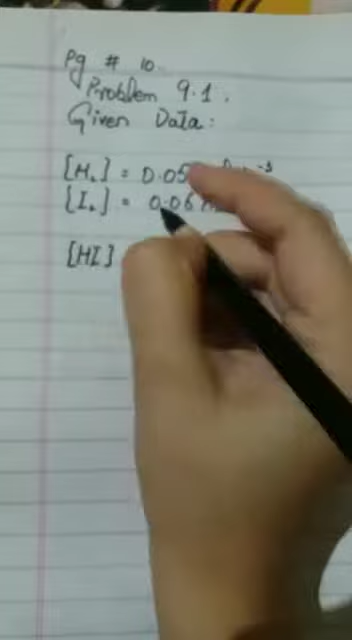 Pg # 10.
Problem 9.1.
Given Data:
[H₂] = 0.05
[I₂] = 0.06
[HI]